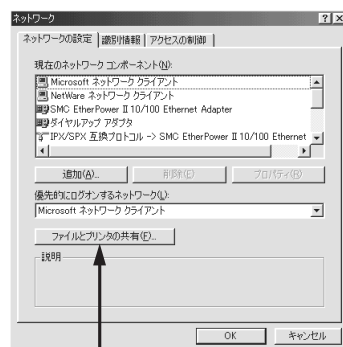 ネットワーク
ネットワークの設定 識別情報 アクセスの制御
現在のネットワーク コンポーネント(N):
Microsoft ネットワーク クライアント
NetWare ネットワーク クライアント
SMC EtherPower II 10/100 Ethernet Adapter
ダイヤルアップ アダプタ
IPX/SPX 互換プロトコル -> SMC EtherPower II 10/100 Ethernet
追加(A)... 削除(E) プロパティ(R)
優先的にログオンするネットワーク(L):
Microsoft ネットワーク クライアント
ファイルとプリンタの共有(F)...
説明
OK キャンセル